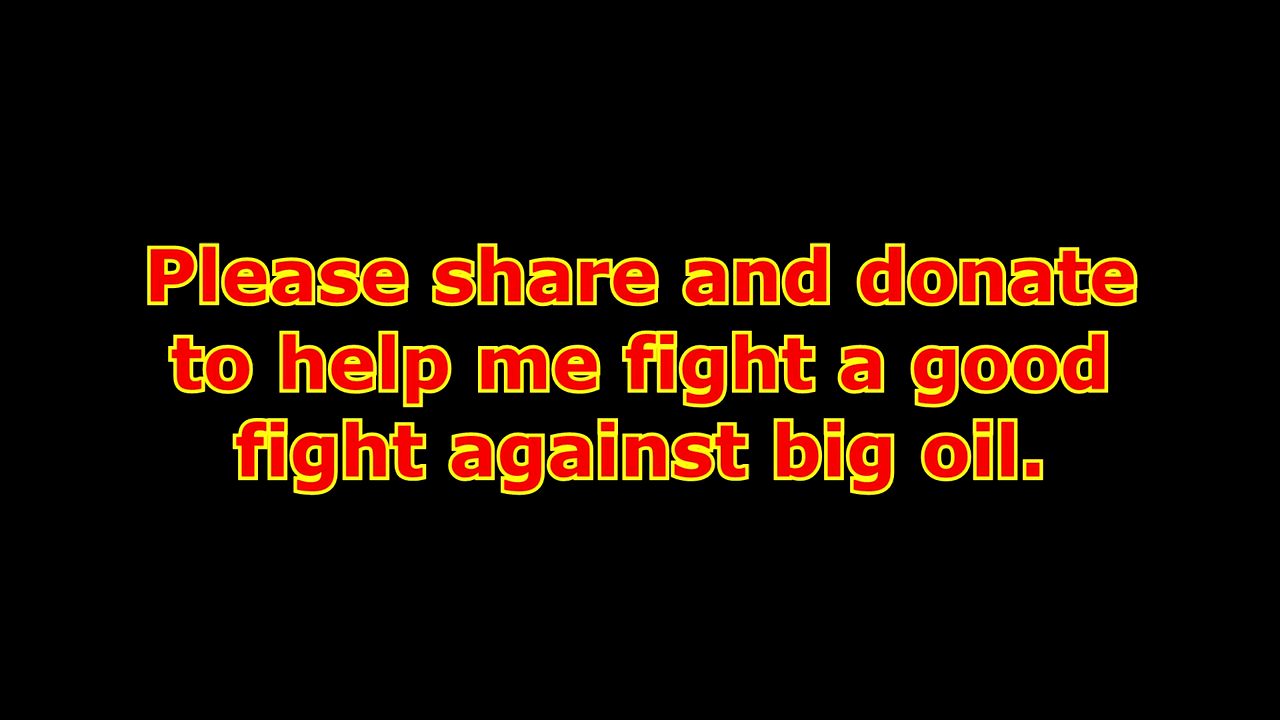 Please share and donate
to help me fight a good
fight against big oil.